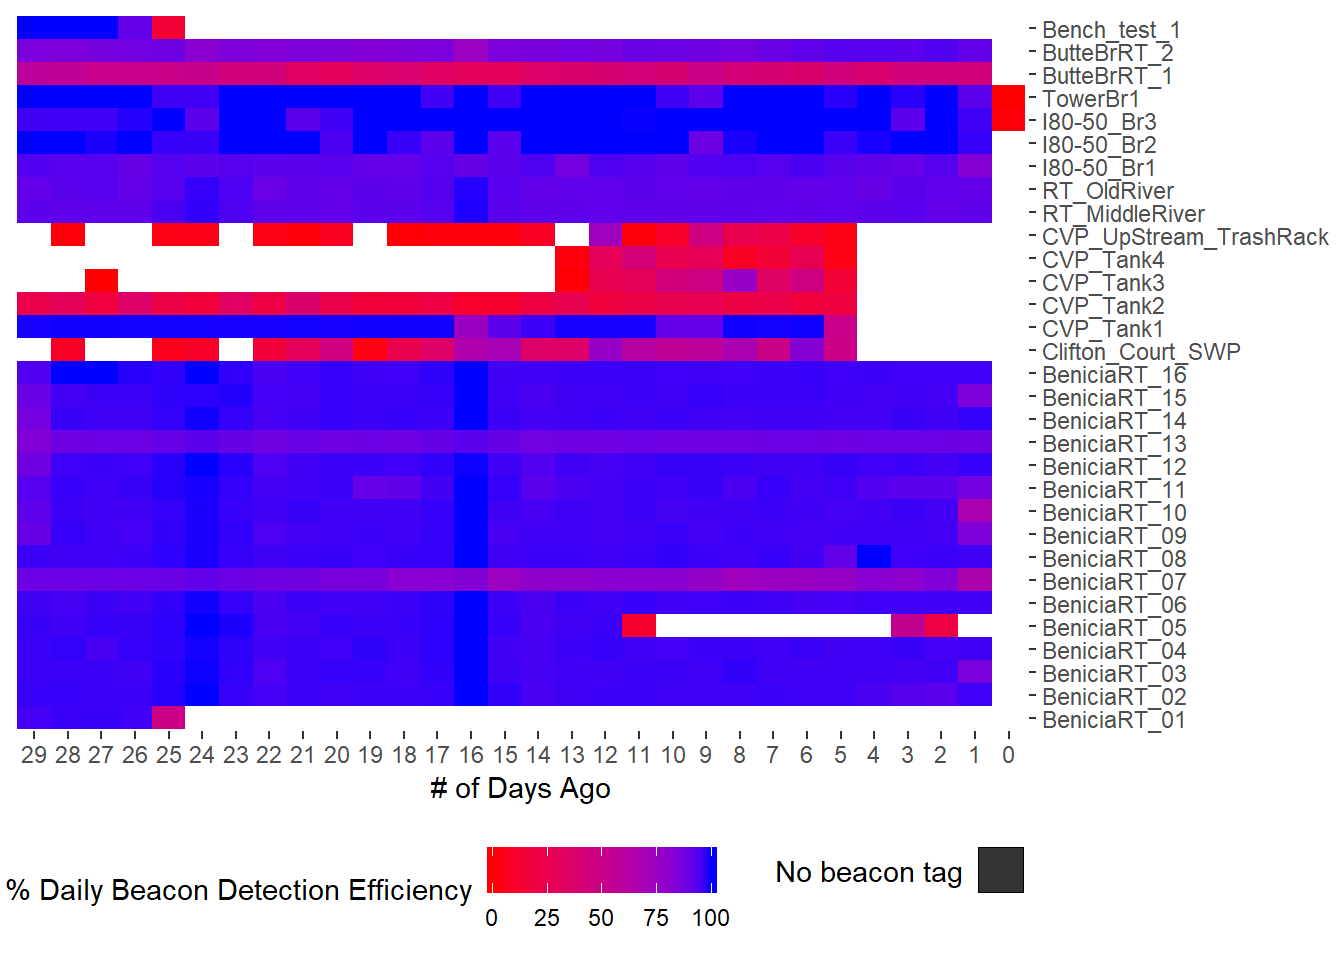 Bench_test_1
ButteBrRT_2
ButteBrRT_1
TowerBr1
I80-50_Br3
I80-50_Br2
I80-50_Br1
RT_OldRiver
RT_MiddleRiver
CVP_UpStream_TrashRack
CVP_Tank4
CVP_Tank3
CVP_Tank2
CVP_Tank1
Clifton_Court_SWP
BeniciaRT_16
BeniciaRT_15
BeniciaRT_14
BeniciaRT_13
BeniciaRT_12
BeniciaRT_11
BeniciaRT_10
BeniciaRT_09
BeniciaRT_08
BeniciaRT_07
BeniciaRT_06
BeniciaRT_05
BeniciaRT_04
BeniciaRT_03
BeniciaRT_02
BeniciaRT_01
29 28 27 26 25 24 23 22 21 20 19 18 17 16 15 14 13 12 11 10 9 8 7 6 5 4 3 2 1 0
# of Days Ago
% Daily Beacon Detection Efficiency
0 25 50 75 100
No beacon tag